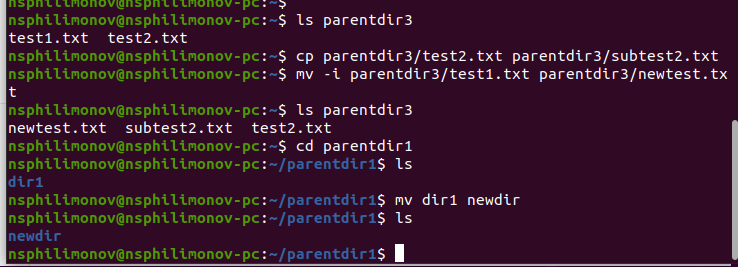 nsphilimonov@nsphilimonov-pc:~$
nsphilimonov@nsphilimonov-pc:~$ ls parentdir3
test1.txt  test2.txt
nsphilimonov@nsphilimonov-pc:~$ cp parentdir3/test2.txt parentdir3/subtest2.txt
nsphilimonov@nsphilimonov-pc:~$ mv -i parentdir3/test1.txt parentdir3/newtest.tx
t
nsphilimonov@nsphilimonov-pc:~$ ls parentdir3
newtest.txt  subtest2.txt  test2.txt
nsphilimonov@nsphilimonov-pc:~$ cd parentdir1
nsphilimonov@nsphilimonov-pc:~/parentdir1$ ls
dir1
nsphilimonov@nsphilimonov-pc:~/parentdir1$ mv dir1 newdir
nsphilimonov@nsphilimonov-pc:~/parentdir1$ ls
newdir
nsphilimonov@nsphilimonov-pc:~/parentdir1$